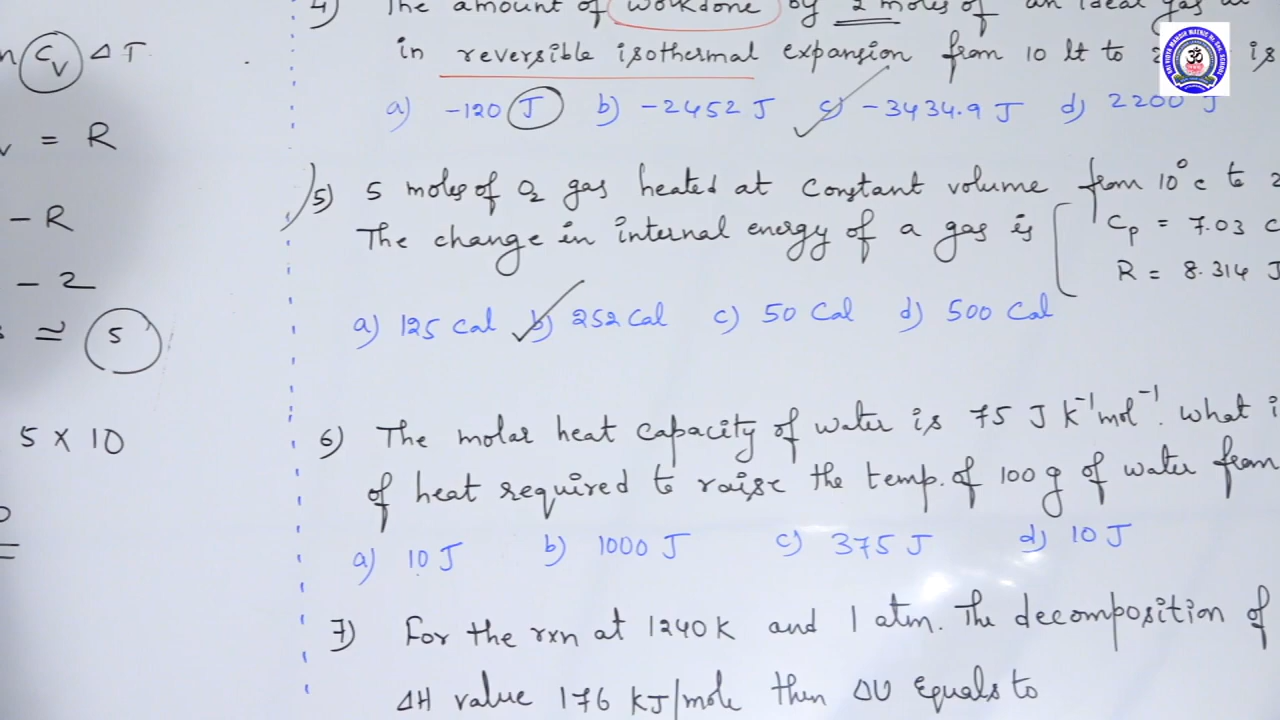 n Cv ΔT
v = R
- R
- 2
≈ 5
5 X 10
4) The amount of workdone by 2 moles of an ideal gas
in reversible isothermal expansion from 10 lt to 2 is
a) -120 J b) -2452 J c) -3434.9 J d) 2200 J
5) 5 moles of O2 gas heated at constant volume from 10°c to 2
The change in internal energy of a gas is Cp = 7.03 c
R = 8.314 J
a) 125 Cal b) 252 Cal c) 50 Cal d) 500 Cal
6) The molar heat capacity of water is 75 J k⁻¹mol⁻¹. what i
of heat required to raise the temp. of 100 g of water from
a) 10 J b) 1000 J c) 375 J d) 10 J
7) For the rxn at 1240 k and 1 atm. The decomposition of
ΔH value 176 kJ/mole then ΔU Equals to